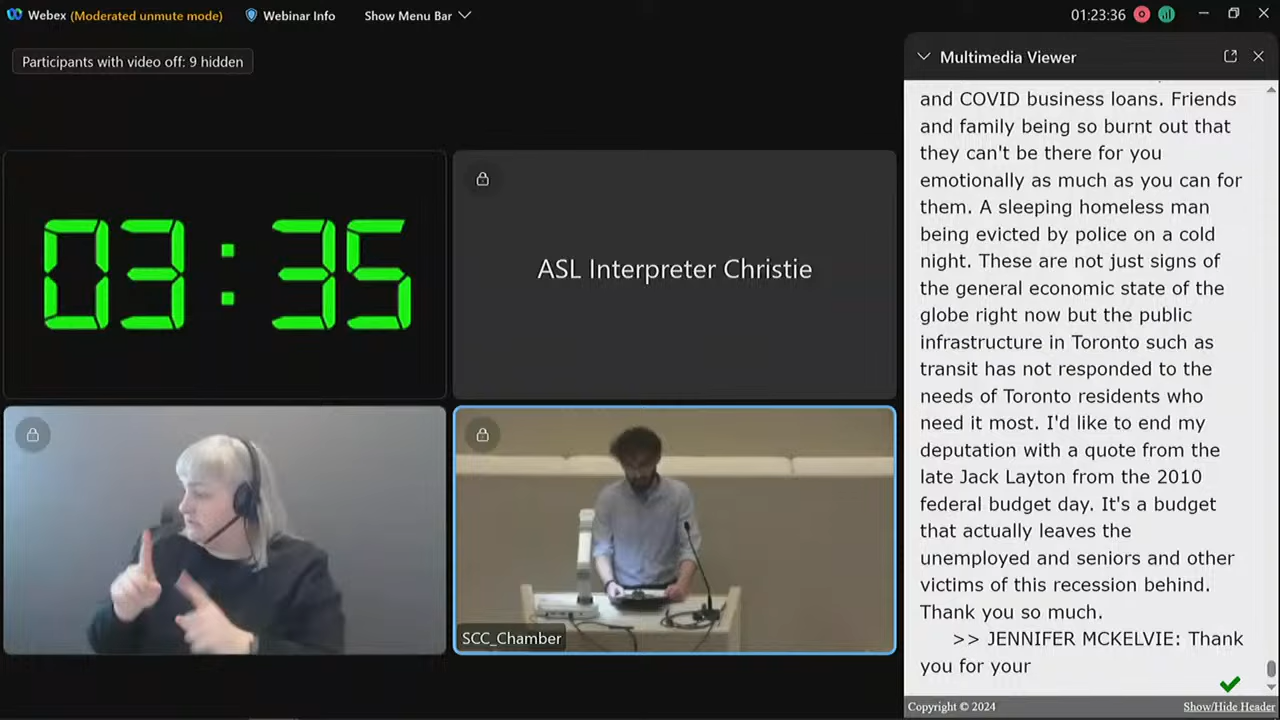 Webex (Moderated unmute mode) Webinar Info Show Menu Bar 01:23:36
Participants with video off: 9 hidden
03:35
ASL Interpreter Christie
SCC_Chamber
Multimedia Viewer
and COVID business loans. Friends
and family being so burnt out that
they can't be there for you
emotionally as much as you can for
them. A sleeping homeless man
being evicted by police on a cold
night. These are not just signs of
the general economic state of the
globe right now but the public
infrastructure in Toronto such as
transit has not responded to the
needs of Toronto residents who
need it most. I'd like to end my
deputation with a quote from the
late Jack Layton from the 2010
federal budget day. It's a budget
that actually leaves the
unemployed and seniors and other
victims of this recession behind.
Thank you so much.
>> JENNIFER MCKELVIE: Thank
you for your
Copyright © 2024 Show/Hide Header